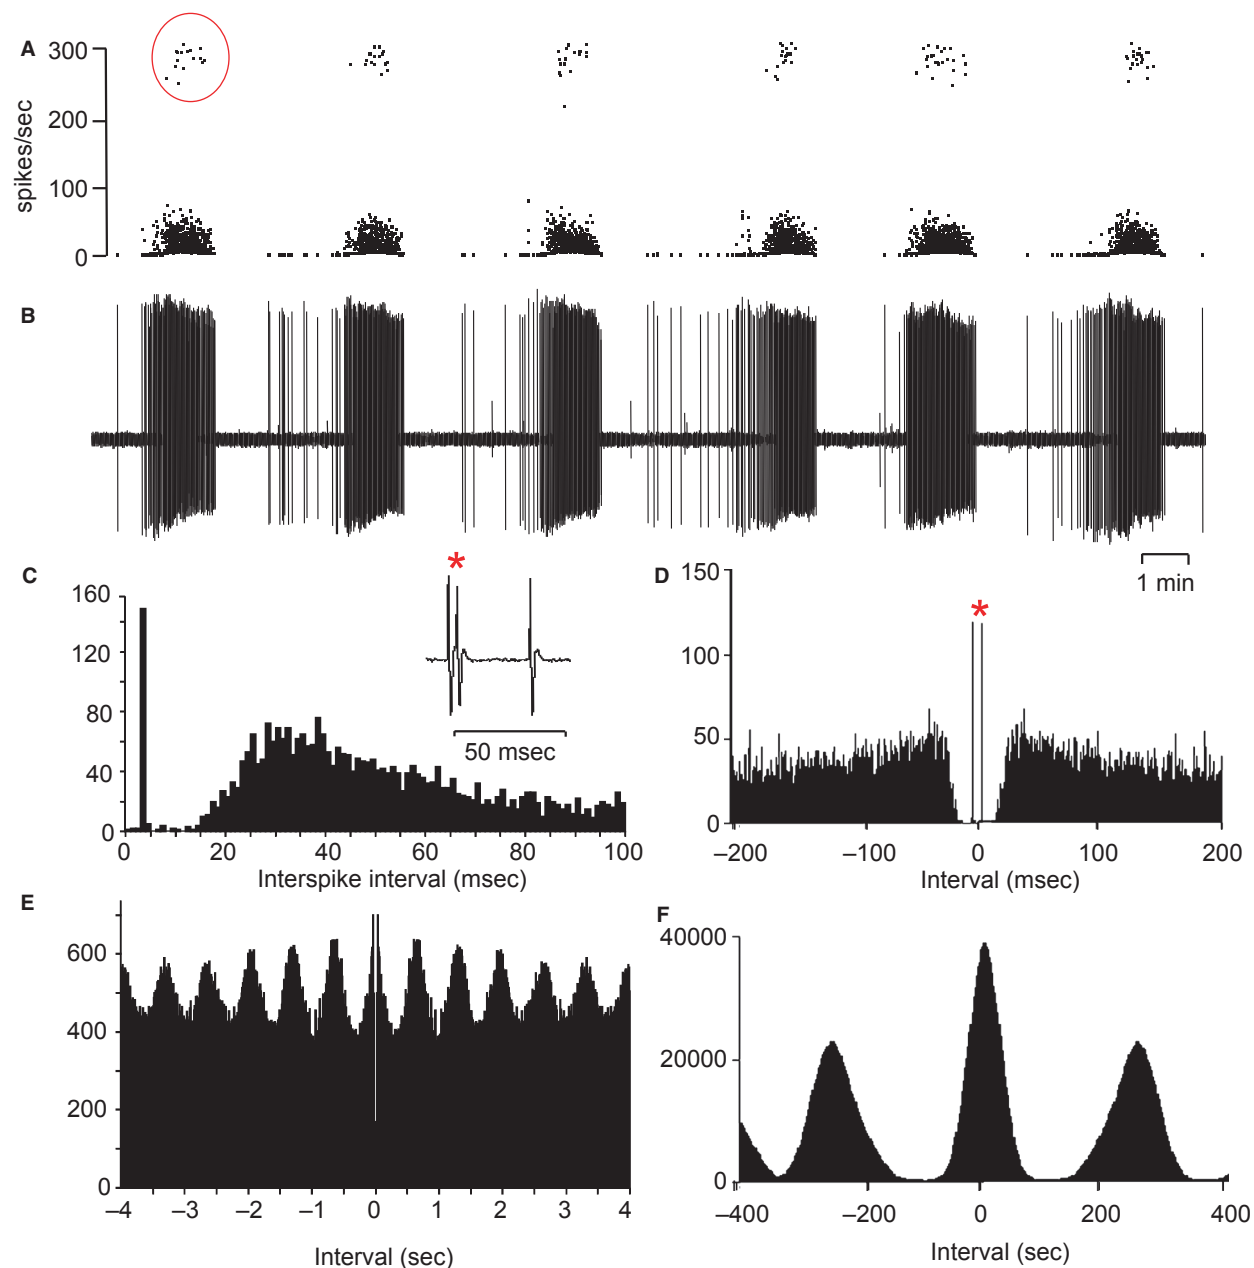 A
spikes/sec
300
200
100
0
B
1 min
C
160
120
80
40
0
*
50 msec
0 20 40 60 80 100
Interspike interval (msec)
D
150
100
50
0
*
–200 –100 0 100 200
Interval (msec)
E
600
400
200
0
–4 –3 –2 –1 0 1 2 3 4
Interval (sec)
F
40000
20000
0
–400 –200 0 200 400
Interval (sec)